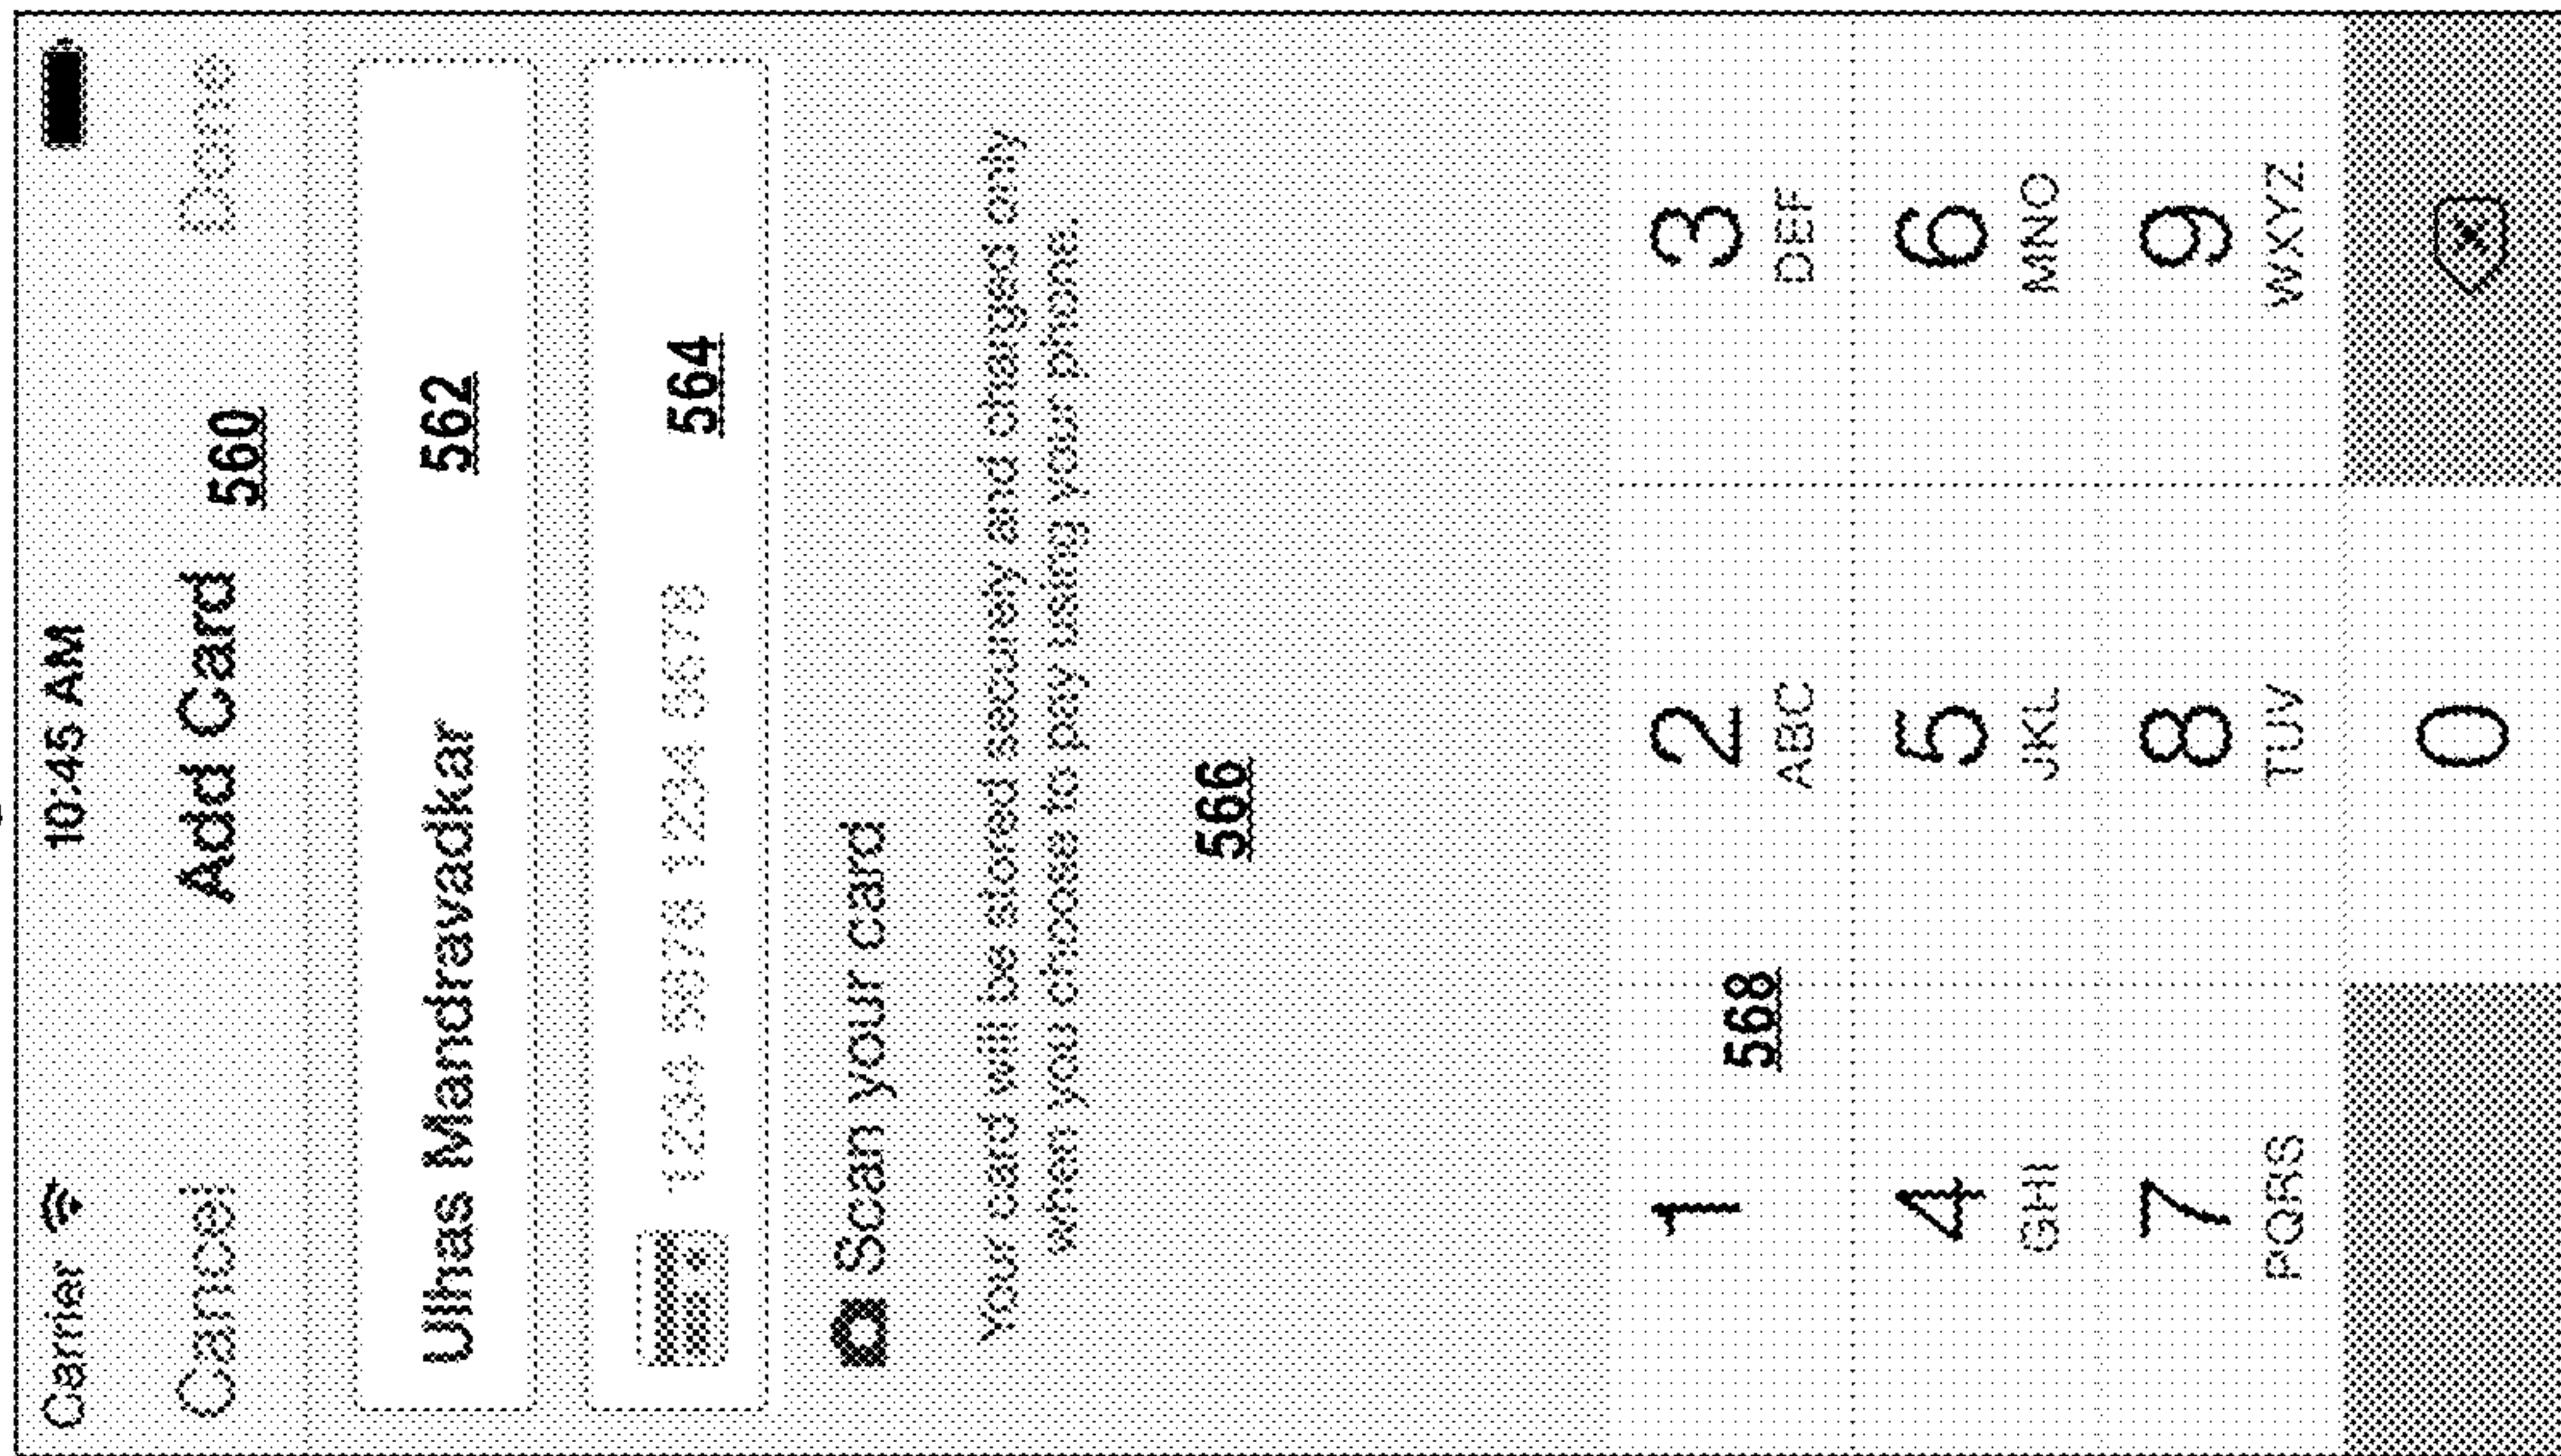 Carrier 10:45 AM
Cancel Add Card Done
560
Ulhas Mandravadkar 562
1234 5678 1234 5678 564
Scan your card
Your card will be stored securely and charged only
when you choose to pay using your phone.
566
1 2 3
ABC DEF
568
4 5 6
GHI JKL MNO
7 8 9
PQRS TUV WXYZ
0